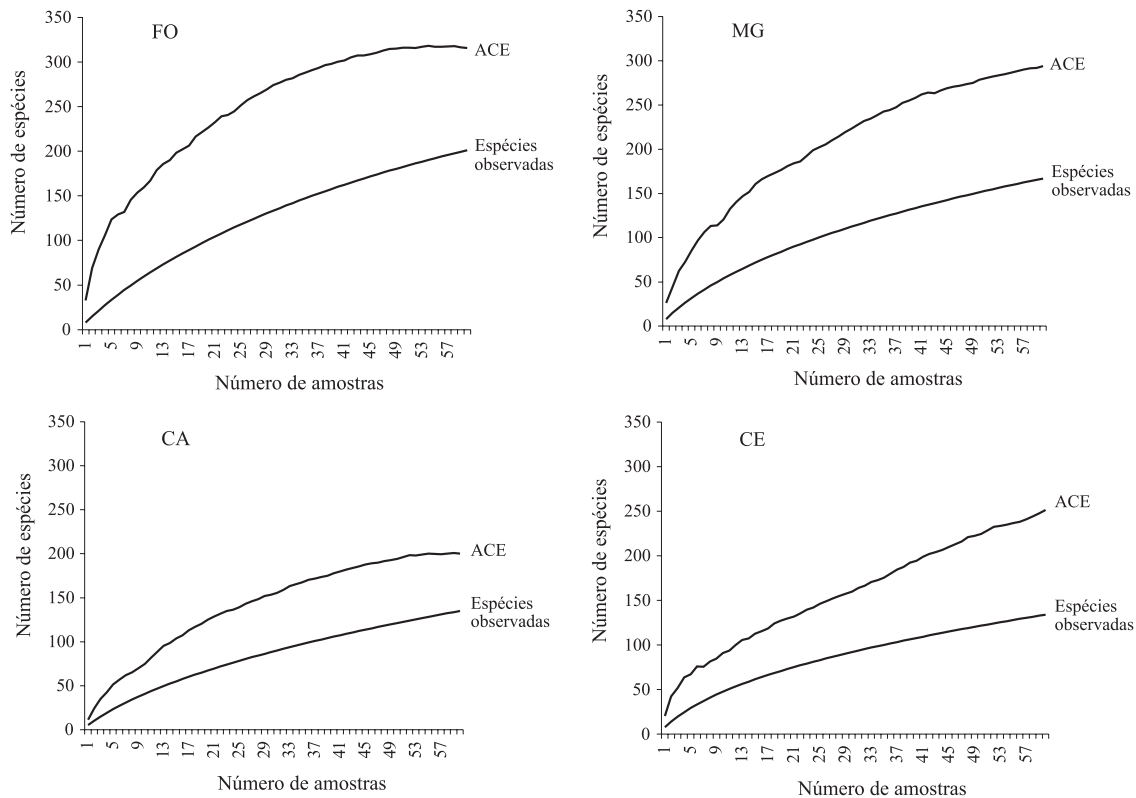 FO
350
300
250
200
150
100
50
0
Número de espécies
ACE
Espécies
observadas
1 5 9 13 17 21 25 29 33 37 41 45 49 53 57
Número de amostras
MG
350
300
250
200
150
100
50
0
Número de espécies
ACE
Espécies
observadas
1 5 9 13 17 21 25 29 33 37 41 45 49 53 57
Número de amostras
CA
350
300
250
200
150
100
50
0
Número de espécies
ACE
Espécies
observadas
1 5 9 13 17 21 25 29 33 37 41 45 49 53 57
Número de amostras
CE
350
300
250
200
150
100
50
0
Número de espécies
ACE
Espécies
observadas
1 5 9 13 17 21 25 29 33 37 41 45 49 53 57
Número de amostras